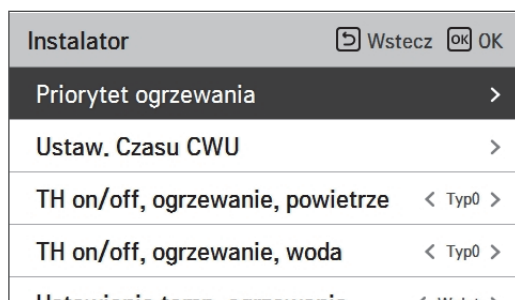 Instalator Wstecz OK OK
Priorytet ogrzewania >
Ustaw. Czasu CWU >
TH on/off, ogrzewanie, powietrze < Typ0 >
TH on/off, ogrzewanie, woda < Typ0 >